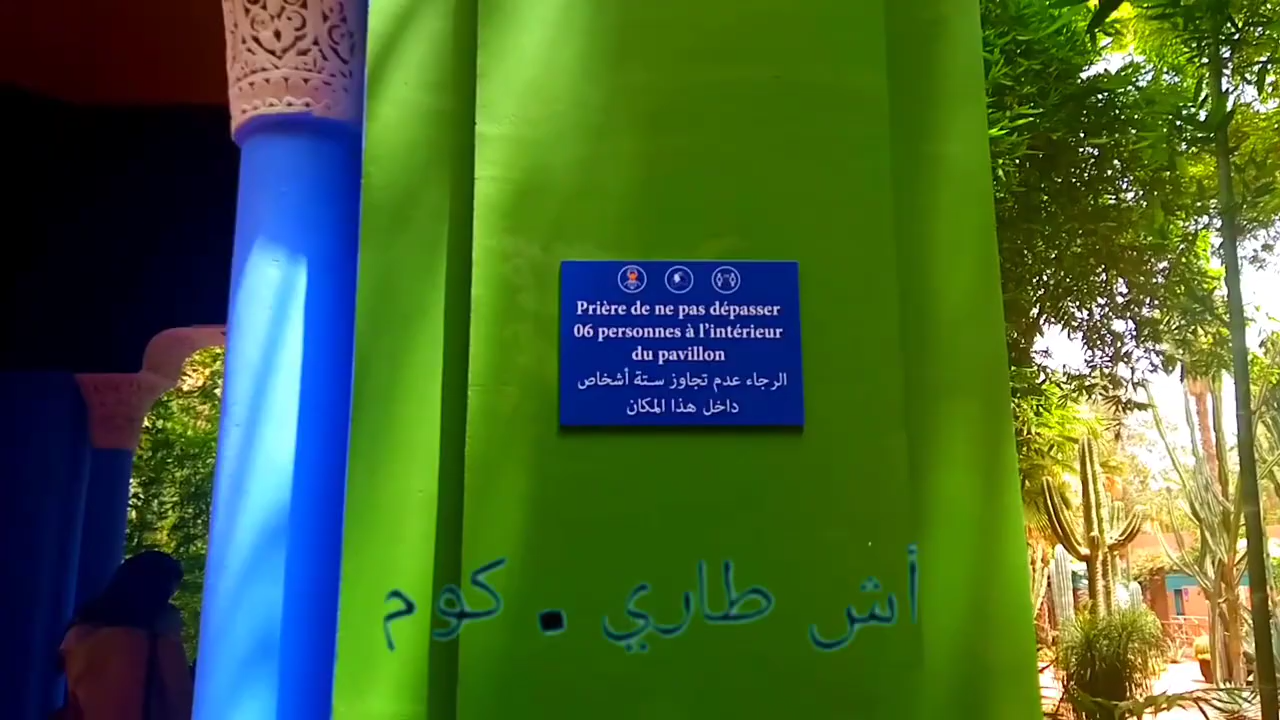 Prière de ne pas dépasser
06 personnes à l'intérieur
du pavillon
الرجاء عدم تجاوز ستة أشخاص
داخل هذا المكان
أش طاري . كوم